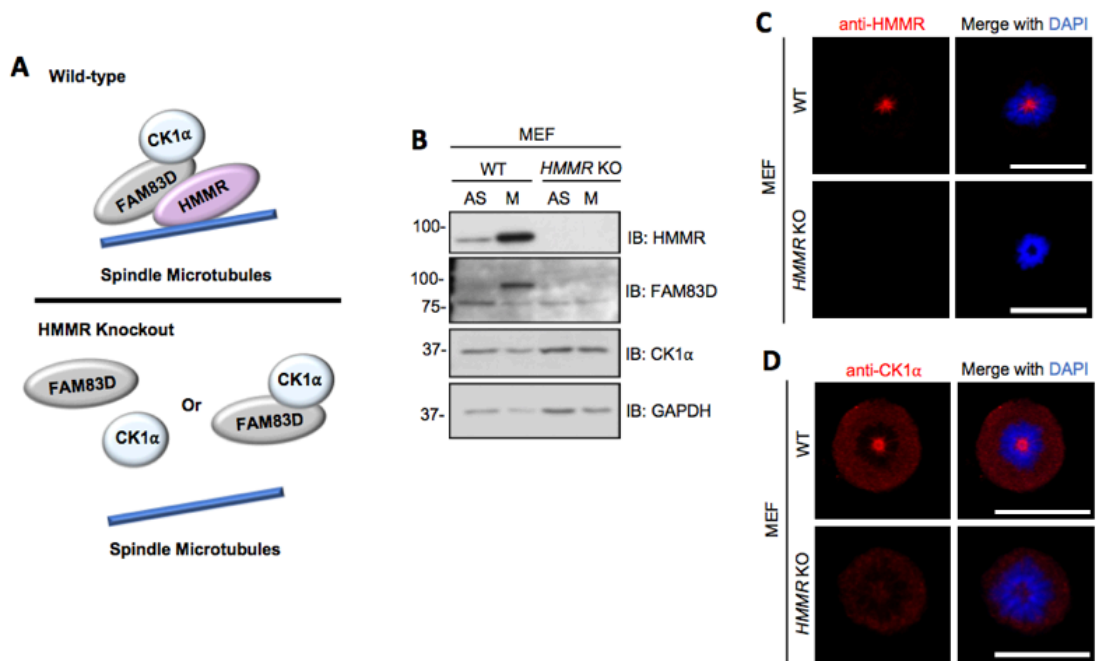 A
Wild-type
CK1α
FAM83D
HMMR
Spindle Microtubules
HMMR Knockout
FAM83D
CK1α
Or
CK1α
FAM83D
Spindle Microtubules
B
MEF
WT HMMR KO
AS M AS M
100- IB: HMMR
100-
75- IB: FAM83D
37- IB: CK1α
37- IB: GAPDH
C
anti-HMMR Merge with DAPI
MEF
WT
HMMR KO
D
anti-CK1α Merge with DAPI
MEF
WT
HMMR KO